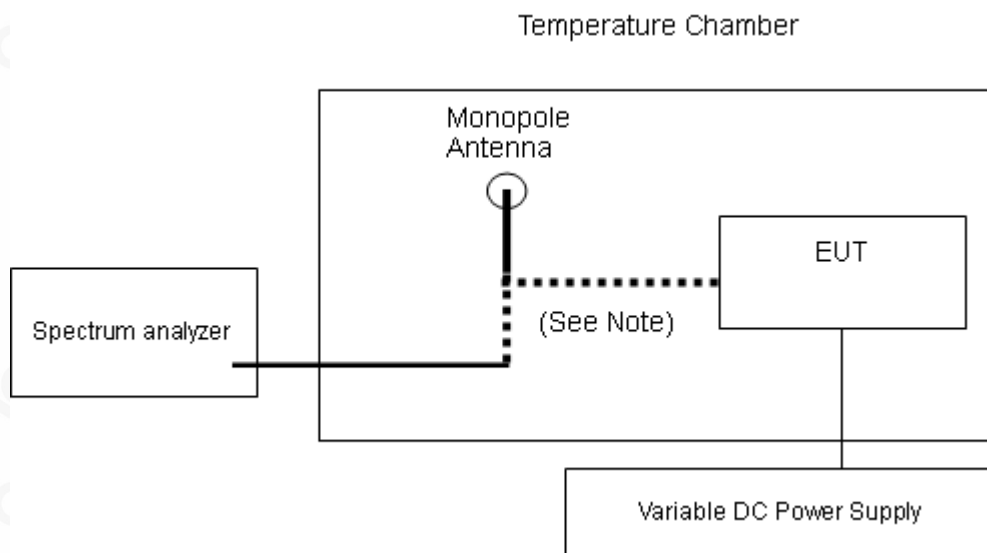 Temperature Chamber
Monopole
Antenna
EUT
Spectrum analyzer
(See Note)
Variable DC Power Supply